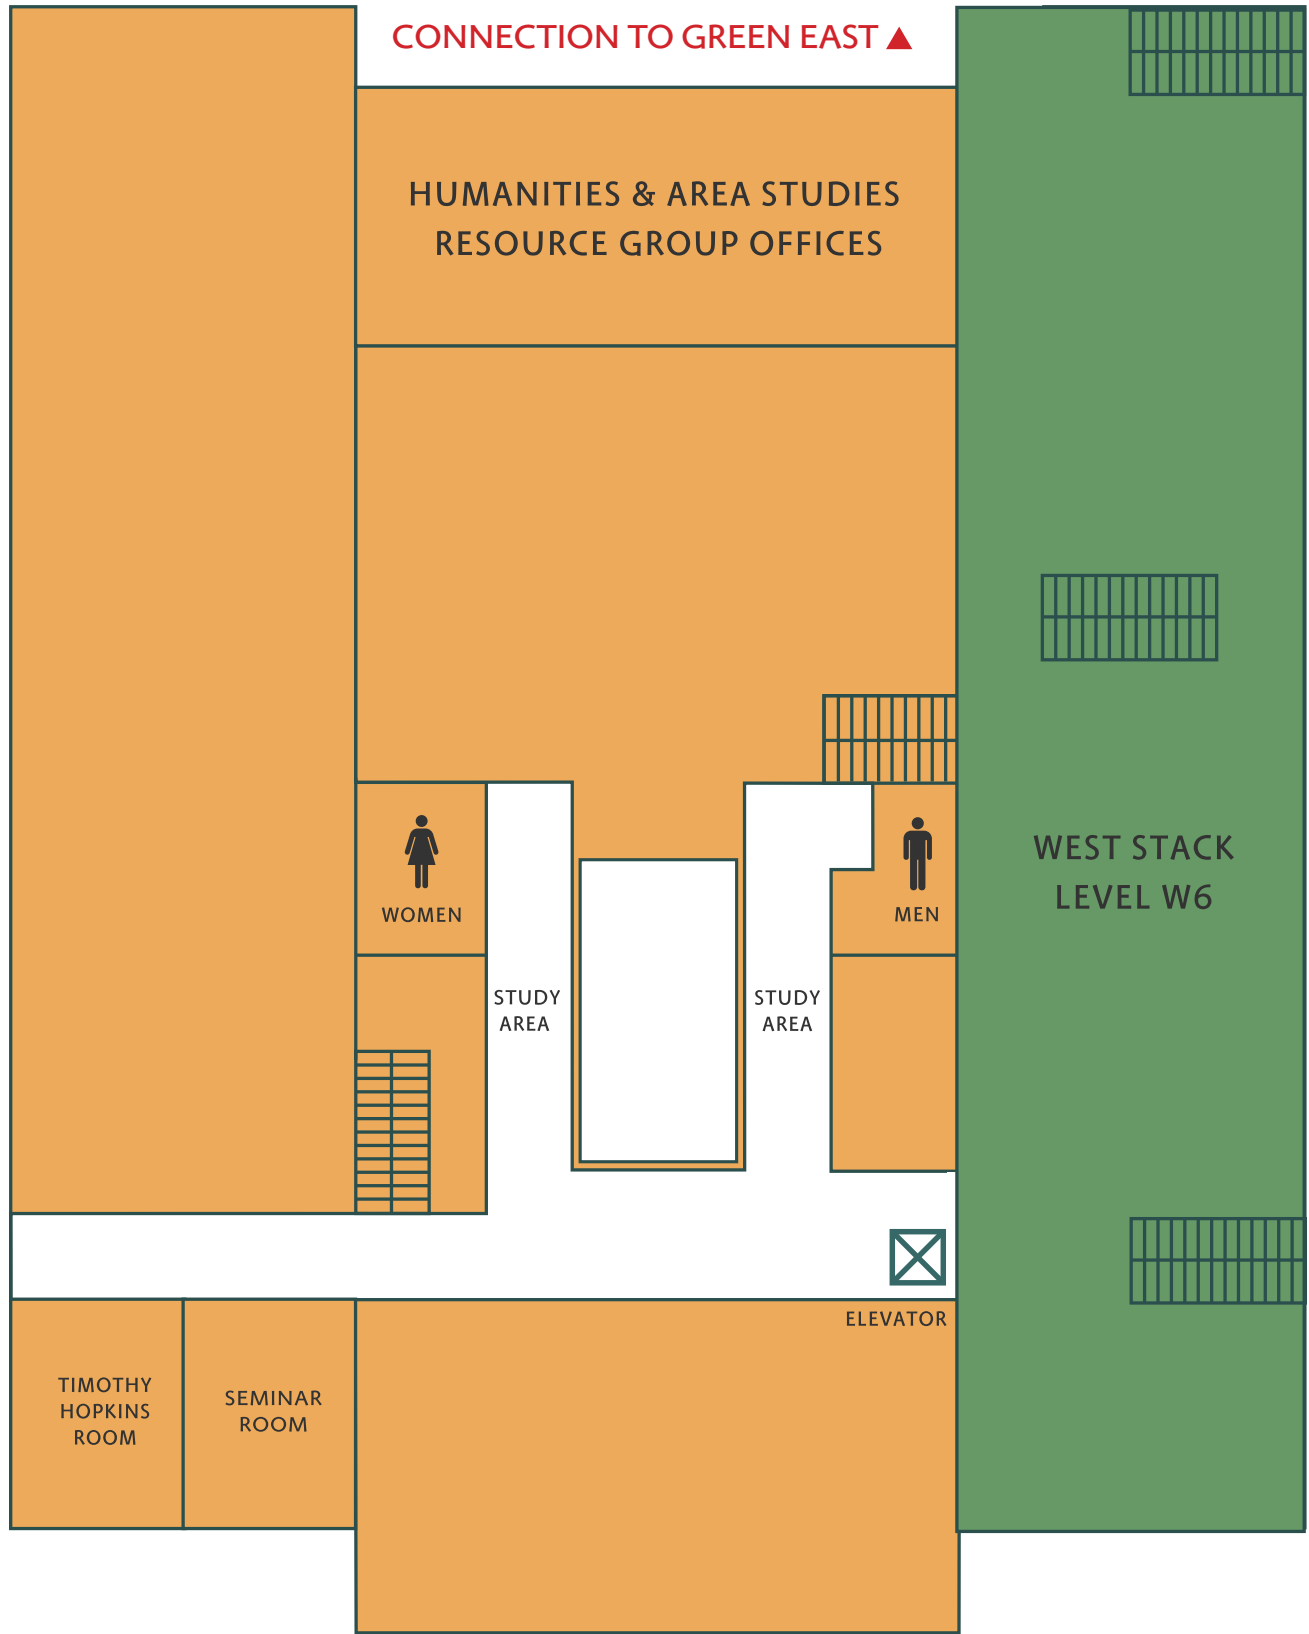 CONNECTION TO GREEN EAST
HUMANITIES & AREA STUDIES
RESOURCE GROUP OFFICES
WEST STACK
LEVEL W6
WOMEN
MEN
STUDY
AREA
STUDY
AREA
ELEVATOR
TIMOTHY
HOPKINS
ROOM
SEMINAR
ROOM